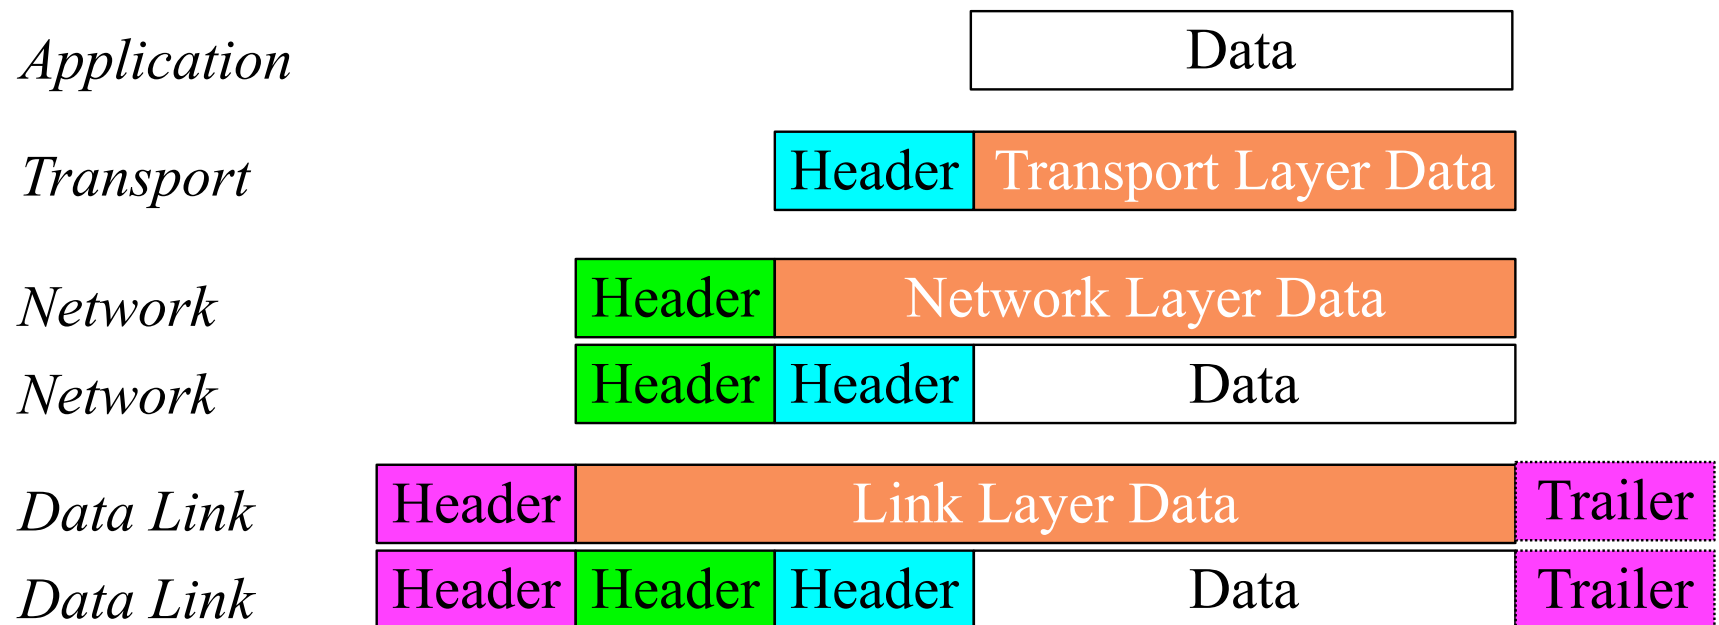 Application Data
Transport Header Transport Layer Data
Network Header Network Layer Data
Network Header Header Data
Data Link Header Link Layer Data Trailer
Data Link Header Header Header Data Trailer